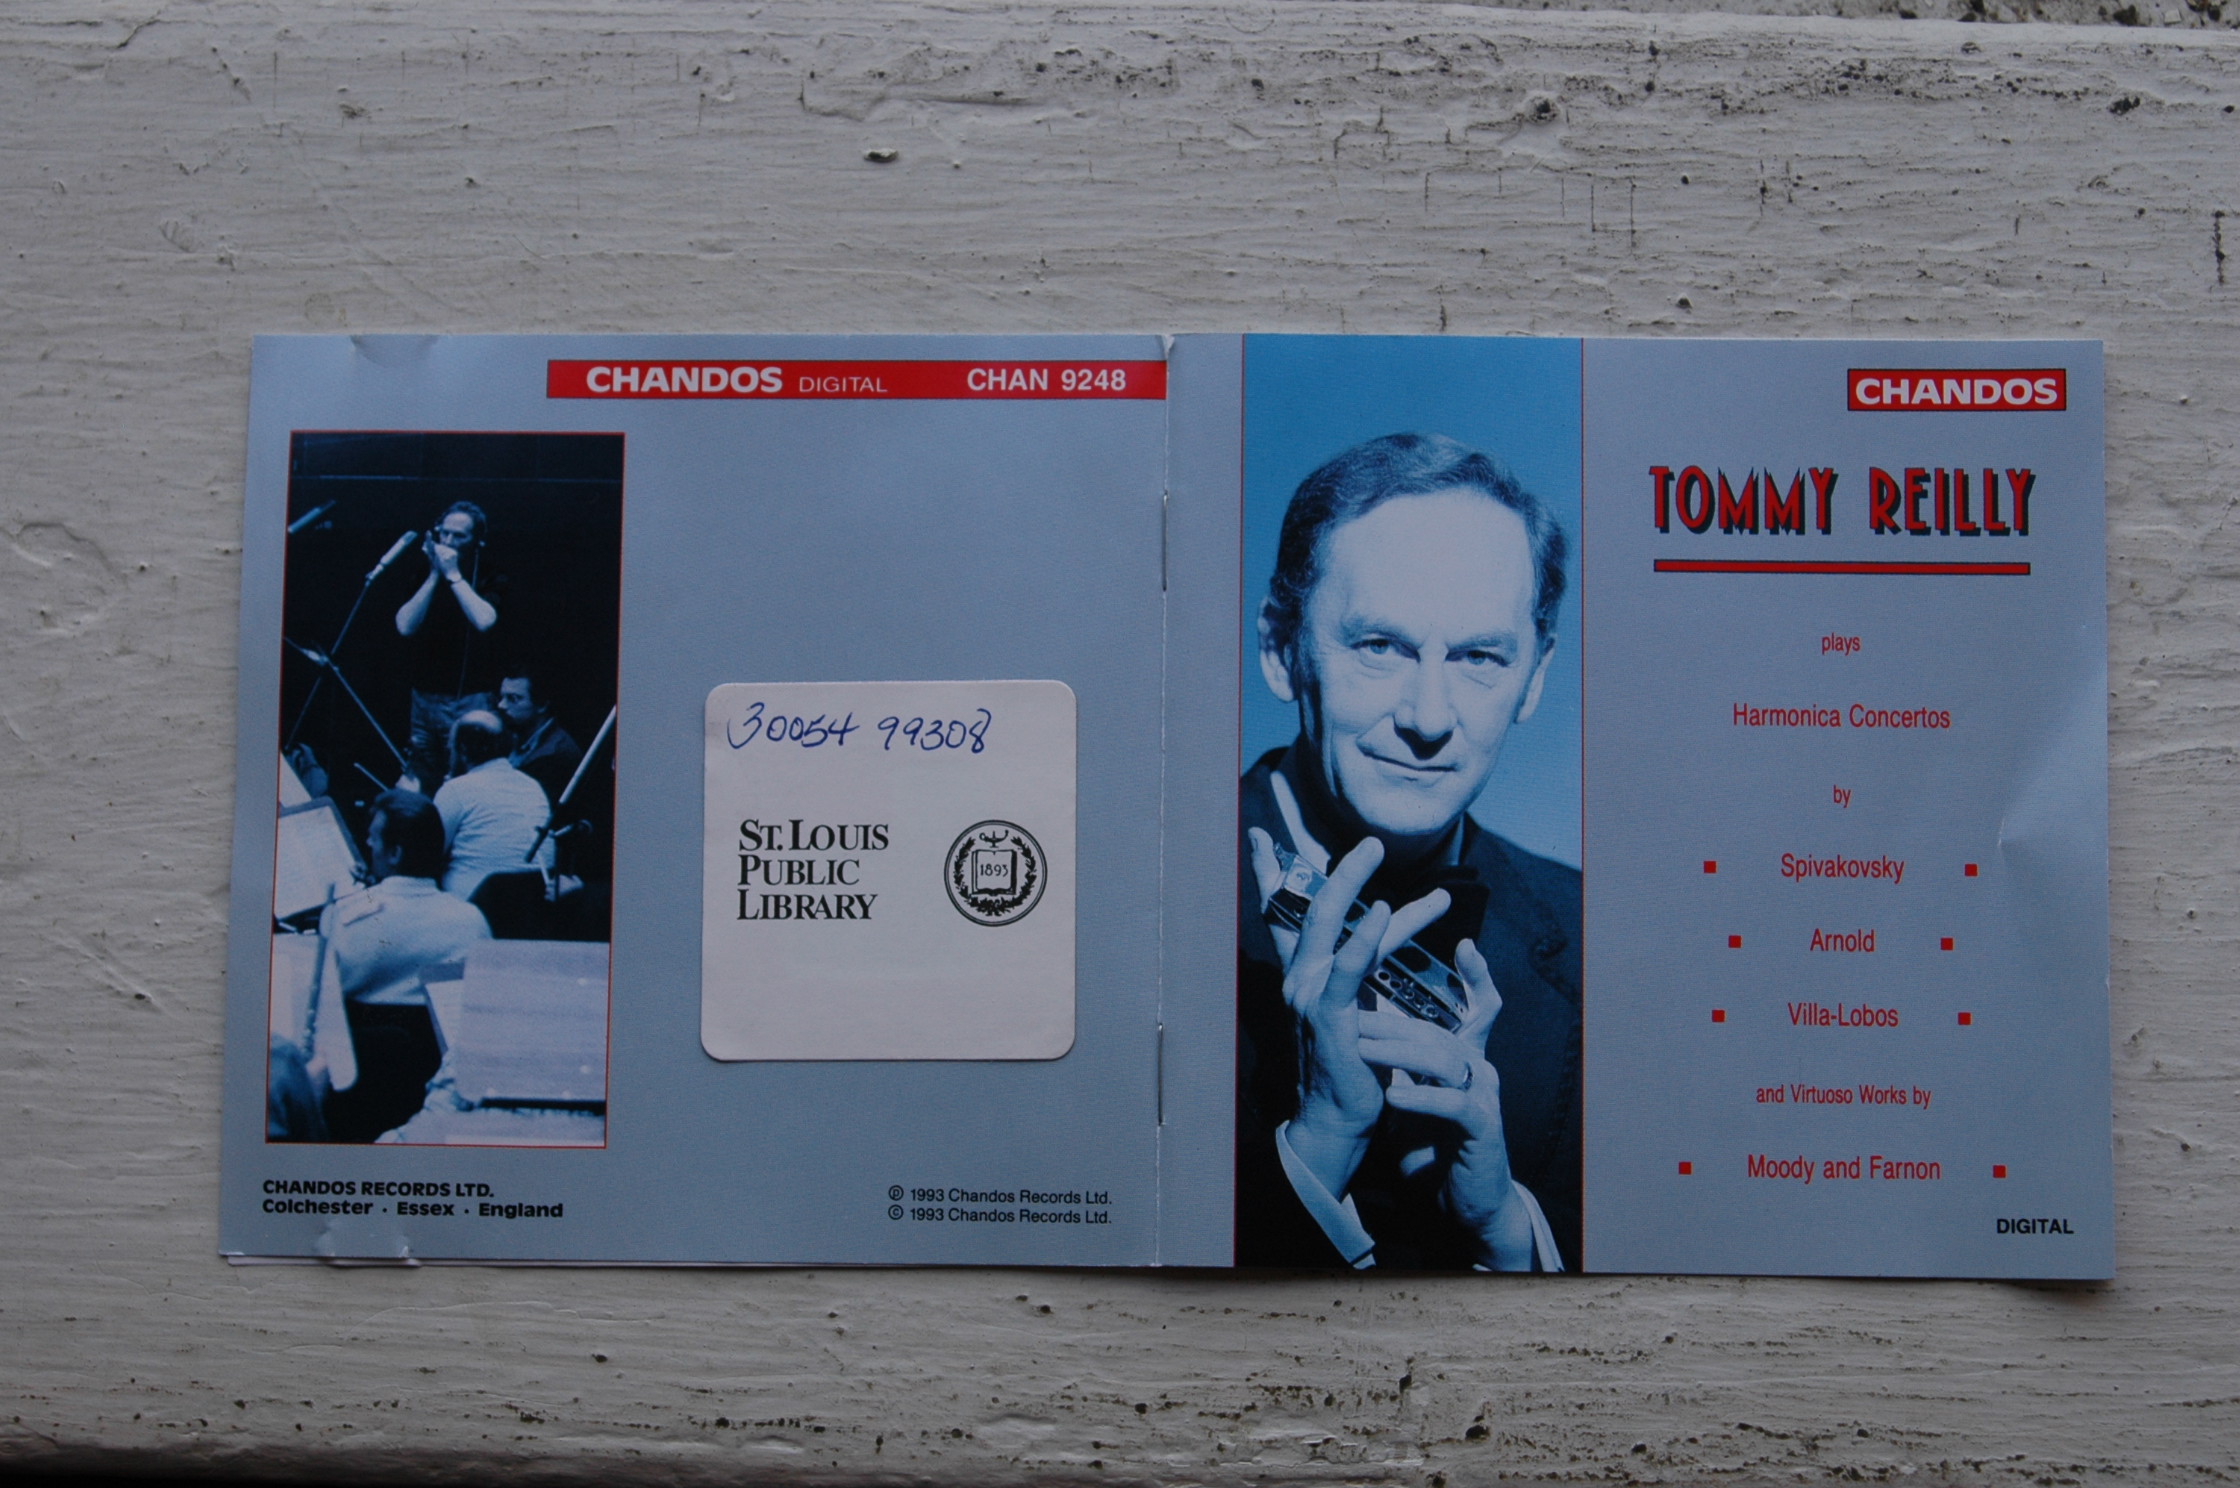 CHANDOS DIGITAL CHAN 9248
30054 99308
ST. LOUIS
PUBLIC
LIBRARY
1893
CHANDOS RECORDS LTD.
Colchester · Essex · England
℗ 1993 Chandos Records Ltd.
© 1993 Chandos Records Ltd.
CHANDOS
TOMMY REILLY
plays
Harmonica Concertos
by
Spivakovsky
Arnold
Villa-Lobos
and Virtuoso Works by
Moody and Farnon
DIGITAL